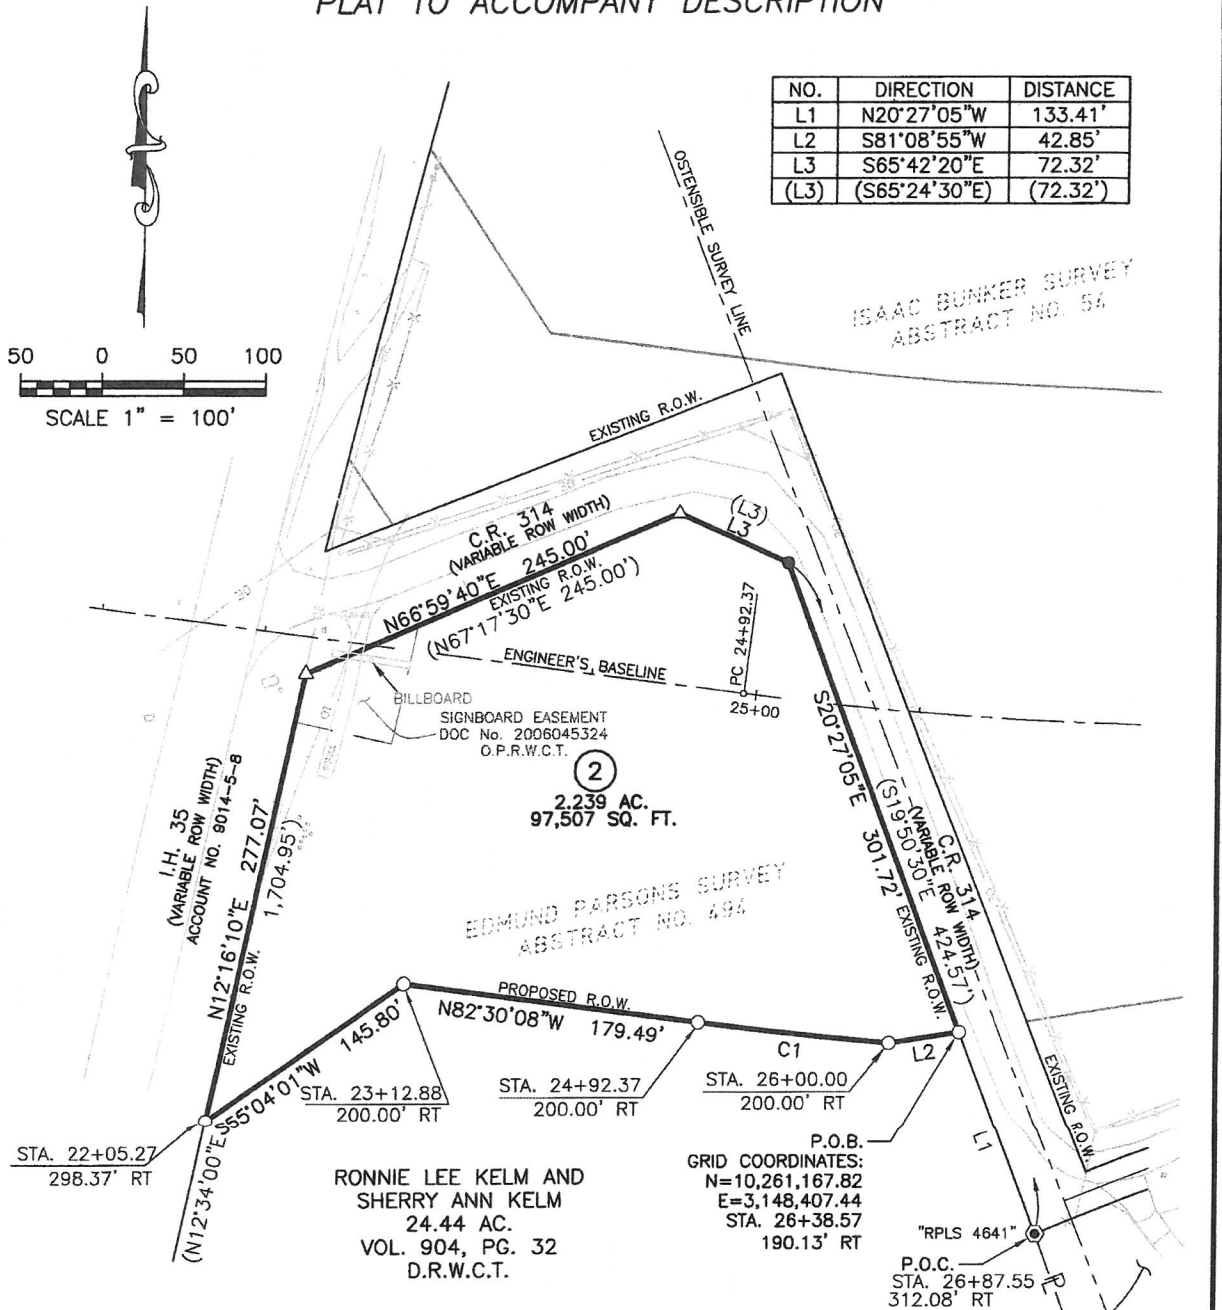 PLAT TO ACCOMPANY DESCRIPTION
NO. DIRECTION DISTANCE
L1 N20°27'05"W 133.41'
L2 S81°08'55"W 42.85'
L3 S65°42'20"E 72.32'
(L3) (S65°24'30"E) (72.32')
50 0 50 100
SCALE 1" = 100'
OSTENSIBLE SURVEY LINE
ISAAC BUNKER SURVEY
ABSTRACT NO. 54
EXISTING R.O.W.
C.R. 314
(VARIABLE ROW WIDTH)
N66°59'40"E 245.00'
EXISTING R.O.W.
(N67°17'30"E 245.00')
(L3)
L3
ENGINEER'S BASELINE
PC 24+92.37
25+00
BILLBOARD
SIGNBOARD EASEMENT
DOC No. 2006045324
O.P.R.W.C.T.
2
2.239 AC.
97,507 SQ. FT.
I.H. 35
(VARIABLE ROW WIDTH)
ACCOUNT NO. 9014-5-8
N12°16'10"E 277.07'
EXISTING R.O.W.
1,704.95')
S20°27'05"E 301.72'
EXISTING R.O.W.
(S19°50'30"E 424.57')
C.R. 314
(VARIABLE ROW WIDTH)
EDMUND PARSONS SURVEY
ABSTRACT NO. 494
PROPOSED R.O.W.
N82°30'08"W 179.49'
S55°04'01"W 145.80'
C1
L2
L1
EXISTING R.O.W.
STA. 23+12.88
200.00' RT
STA. 24+92.37
200.00' RT
STA. 26+00.00
200.00' RT
STA. 22+05.27
298.37' RT
(N12°34'00"E
RONNIE LEE KELM AND
SHERRY ANN KELM
24.44 AC.
VOL. 904, PG. 32
D.R.W.C.T.
P.O.B.
GRID COORDINATES:
N=10,261,167.82
E=3,148,407.44
STA. 26+38.57
190.13' RT
"RPLS 4641"
P.O.C.
STA. 26+87.55
312.08' RT